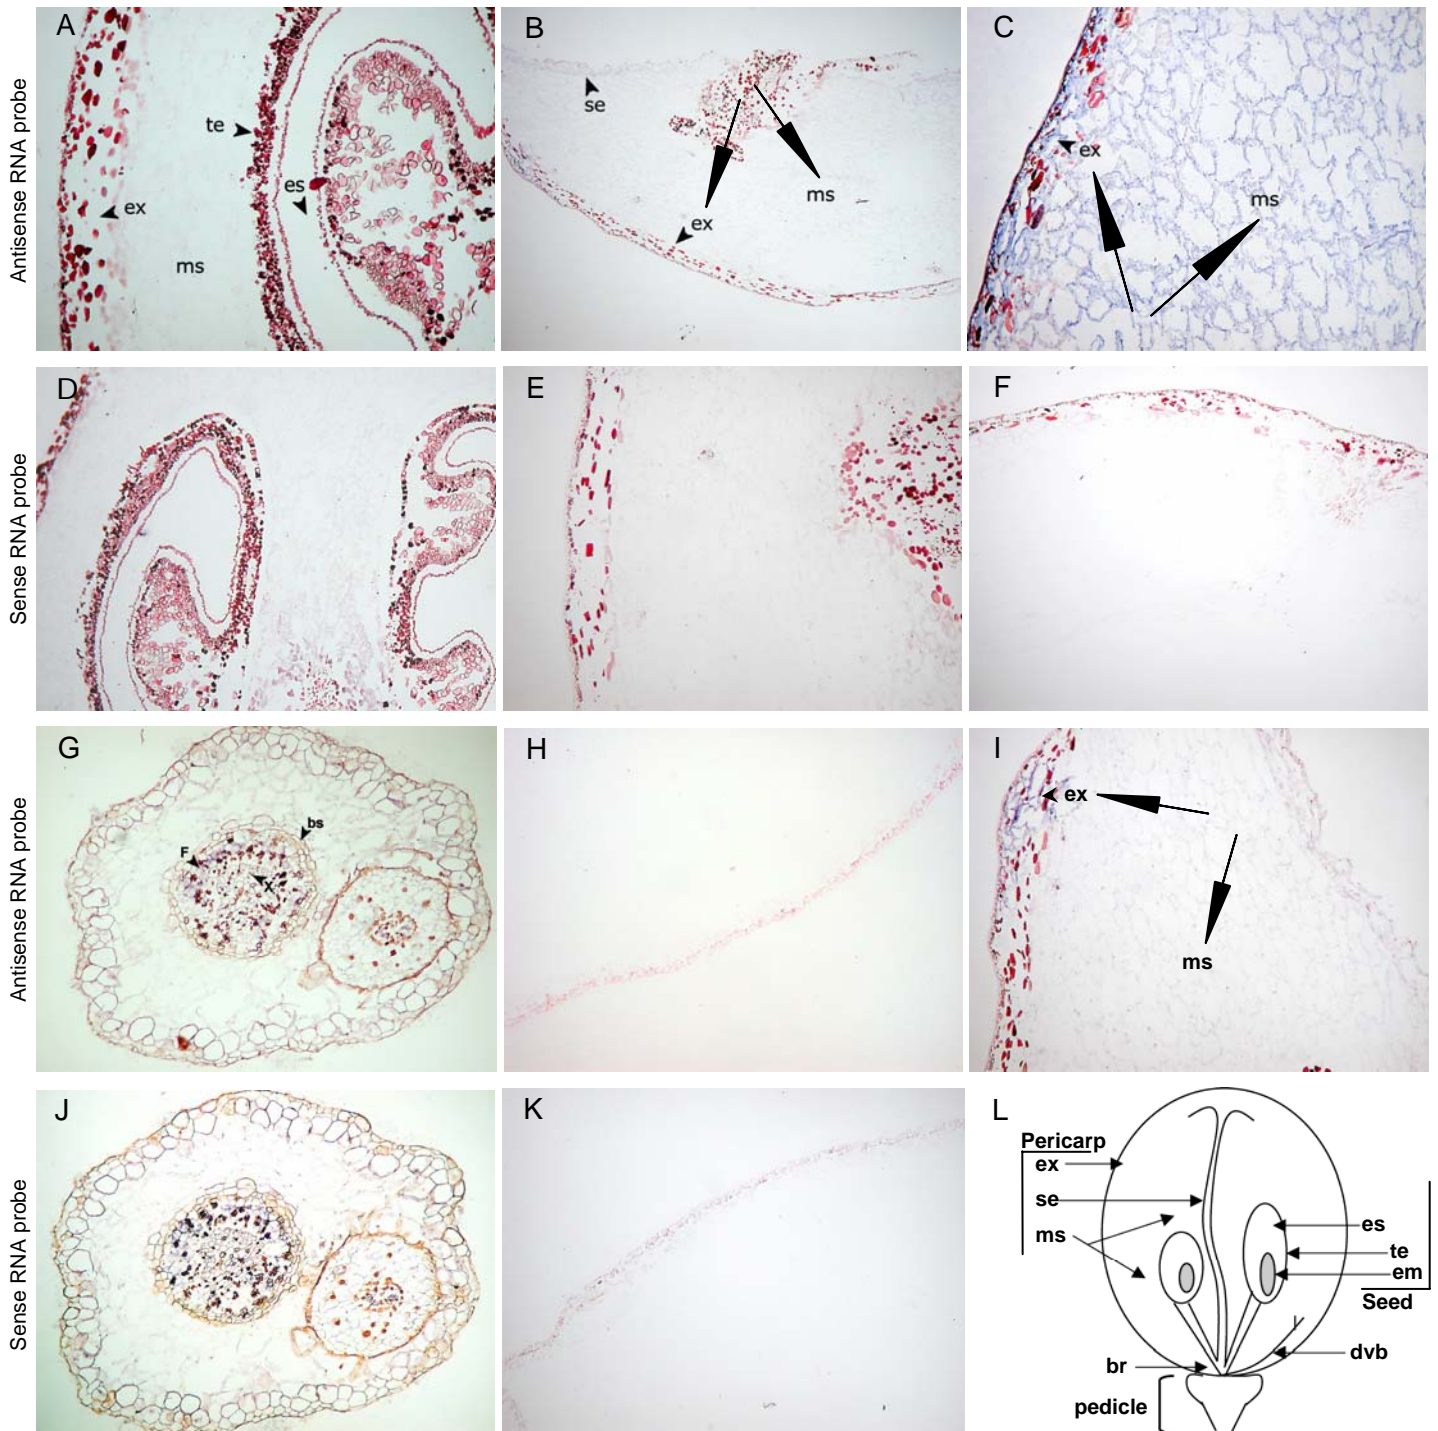 Antisense RNA probe
A
te
es
ex
ms
B
se
ms
ex
C
ex
ms
Sense RNA probe
D
E
F
Antisense RNA probe
G
bs
F
X
H
I
ex
ms
Sense RNA probe
J
K
L
Pericarp
ex
se
ms
es
te
em
Seed
dvb
br
pedicle